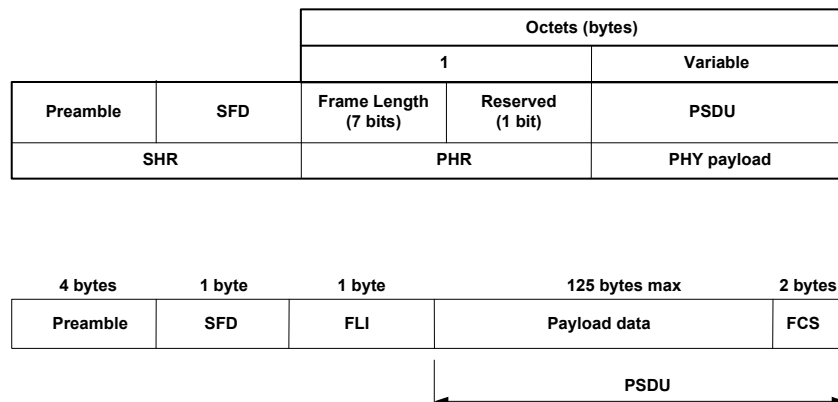 Octets (bytes)
1 Variable
Preamble SFD Frame Length (7 bits) Reserved (1 bit) PSDU
SHR PHR PHY payload
4 bytes 1 byte 1 byte 125 bytes max 2 bytes
Preamble SFD FLI Payload data FCS
PSDU